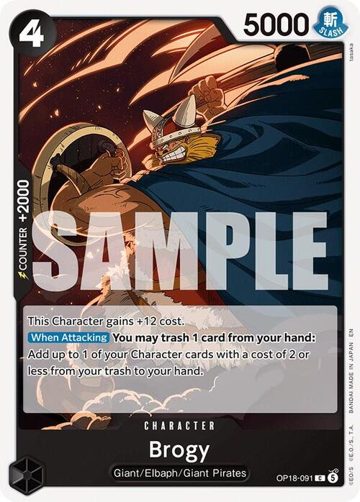 4
5000
斬
SLASH
tasaka
COUNTER +2000
SAMPLE
This Character gains +12 cost.
When Attacking You may trash 1 card from your hand:
Add up to 1 of your Character cards with a cost of 2 or
less from your trash to your hand.
CHARACTER
Brogy
Giant/Elbaph/Giant Pirates
OP18-091 C 5
©E.O./S., T.A. BANDAI MADE IN JAPAN EN